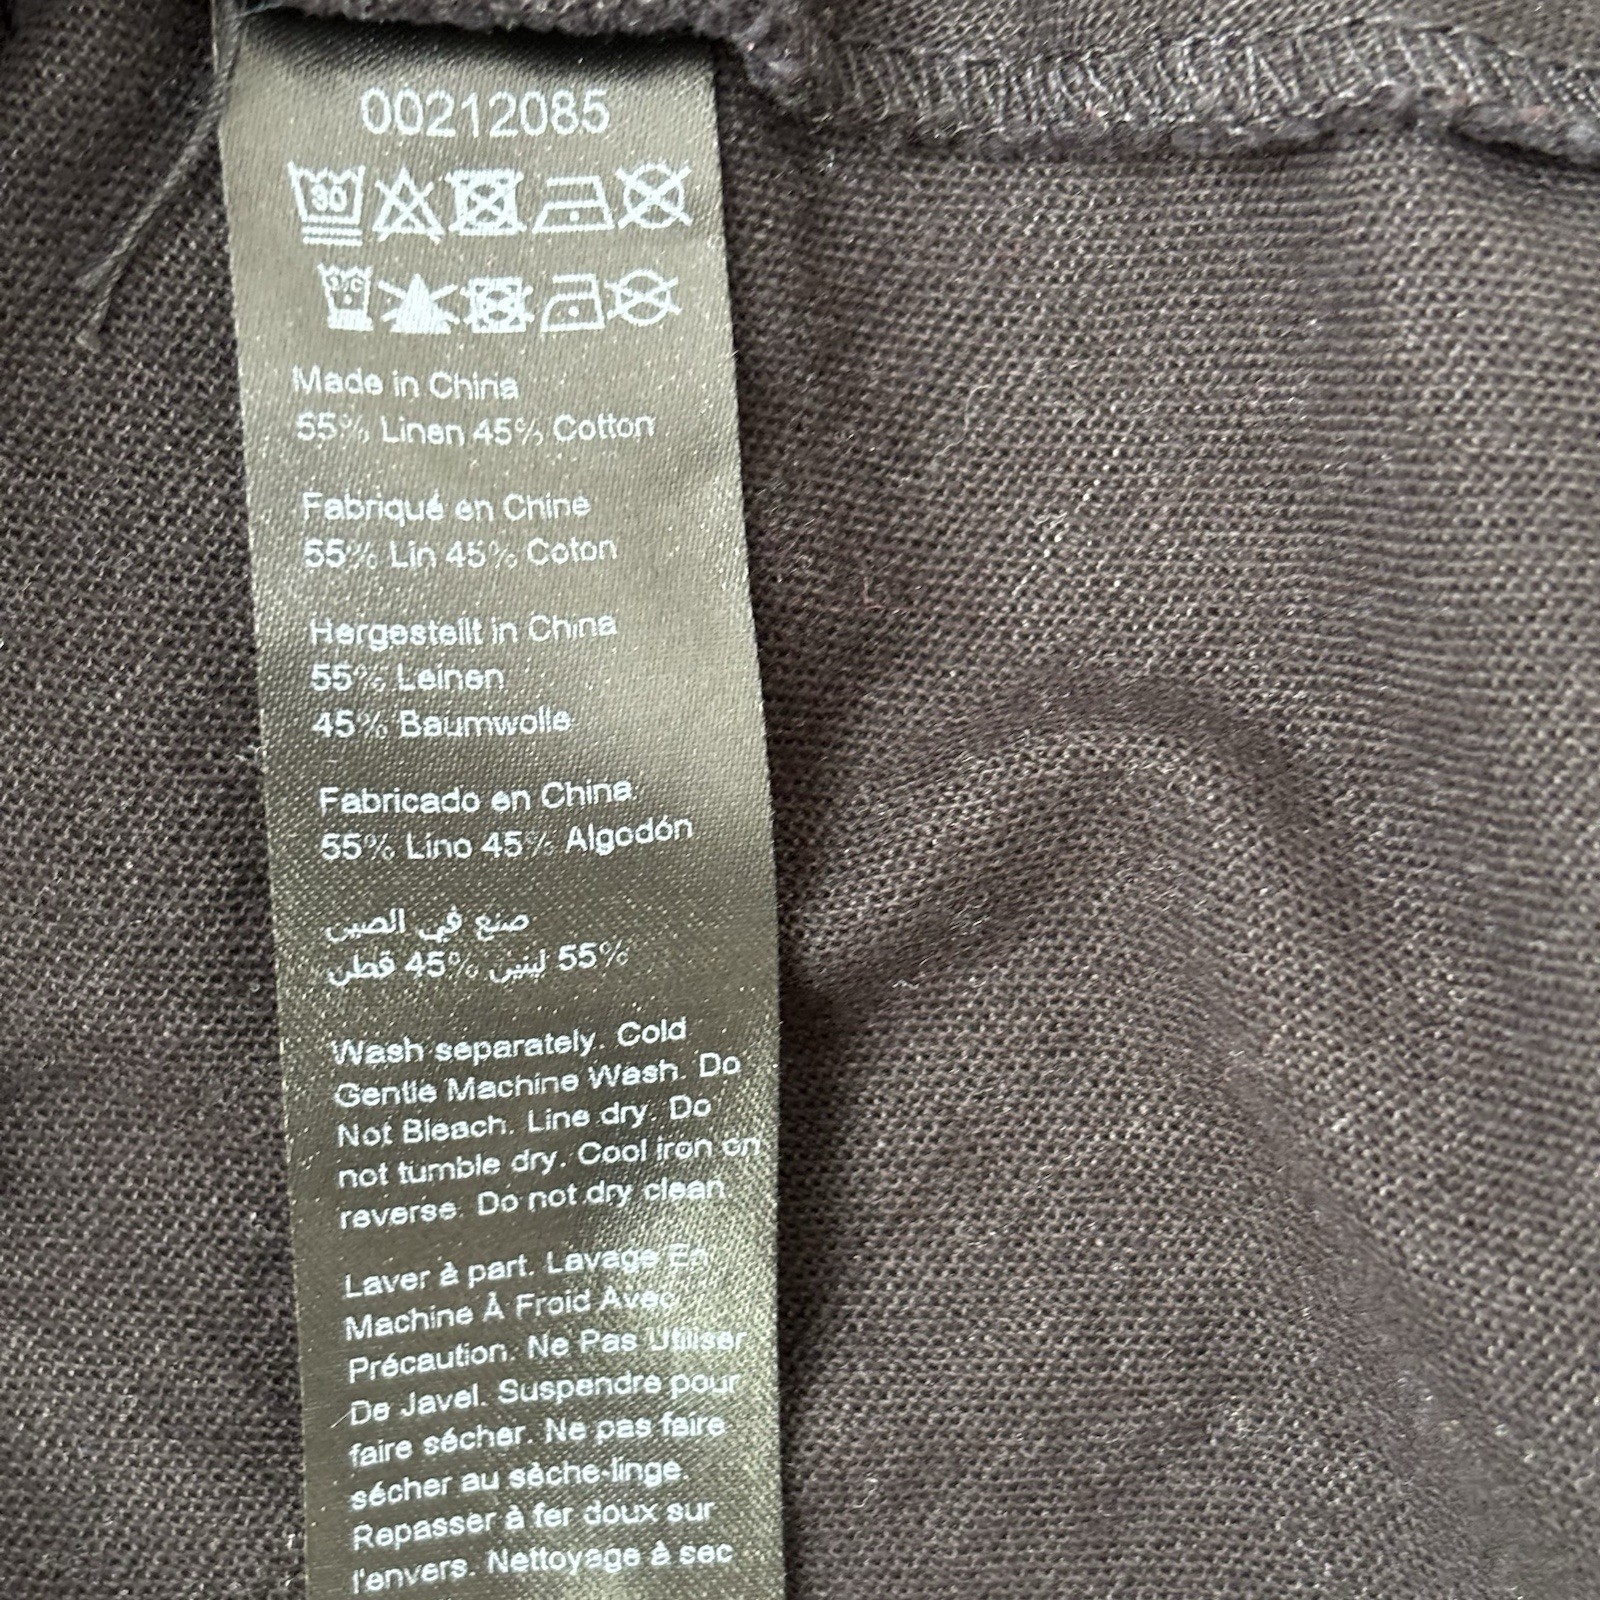 00212085
30
Made in China
55% Linen 45% Cotton
Fabriqué en Chine
55% Lin 45% Coton
Hergestellt in China
55% Leinen
45% Baumwolle
Fabricado en China
55% Lino 45% Algodón
صنع في الصين
55% لينين 45% قطن
Wash separately. Cold
Gentle Machine Wash. Do
Not Bleach. Line dry. Do
not tumble dry. Cool iron on
reverse. Do not dry clean.
Laver à part. Lavage En
Machine À Froid Avec
Précaution. Ne Pas Utiliser
De Javel. Suspendre pour
faire sécher. Ne pas faire
sécher au sèche-linge.
Repasser à fer doux sur
l'envers. Nettoyage à sec